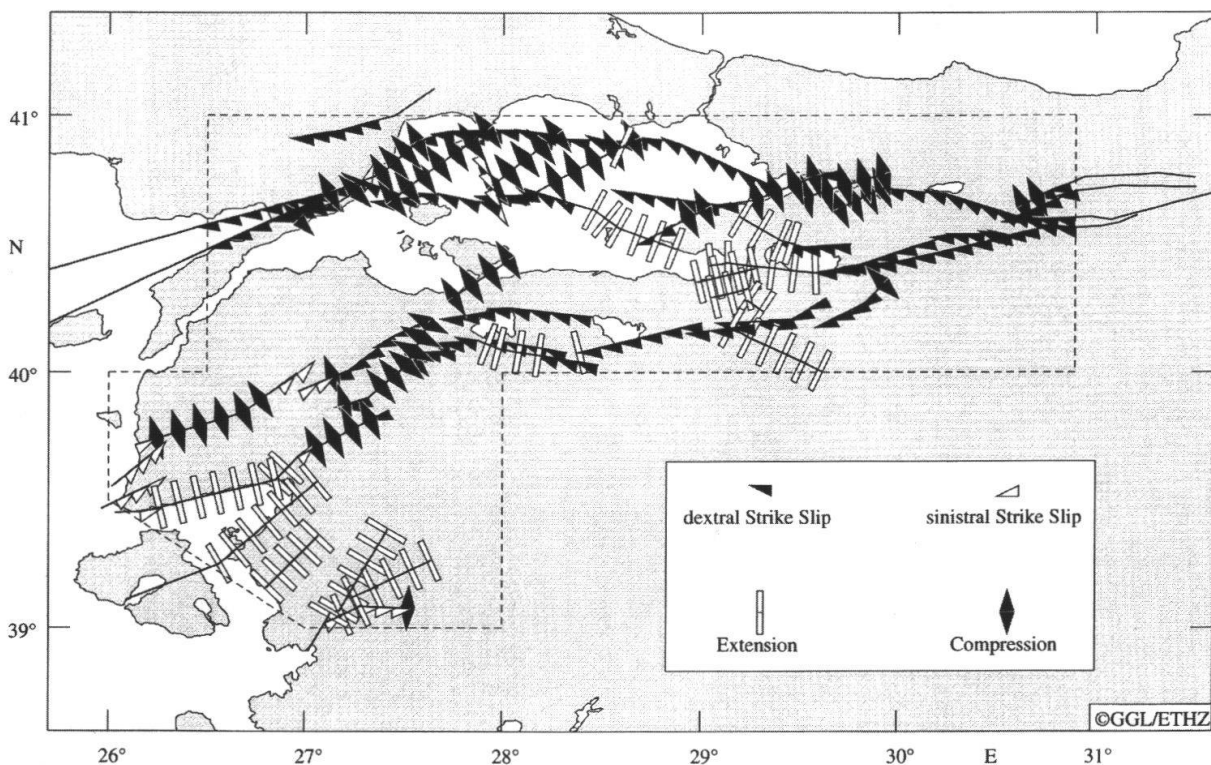 41°
N
40°
39°
dextral Strike Slip
sinistral Strike Slip
Extension
Compression
©GGL/ETHZ
26°
27°
28°
29°
30°
E
31°